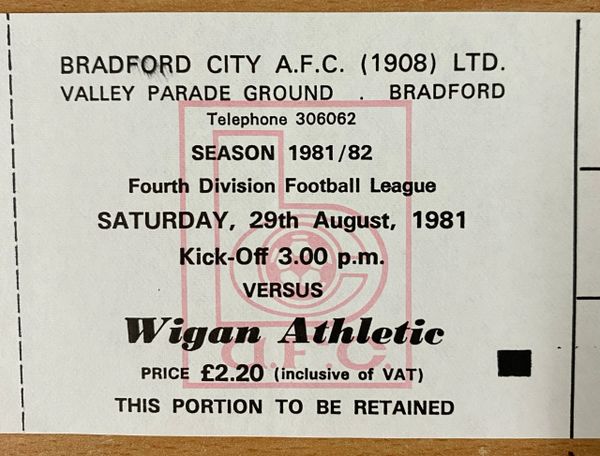 BRADFORD CITY A.F.C. (1908) LTD.
VALLEY PARADE GROUND . BRADFORD
Telephone 306062
SEASON 1981/82
Fourth Division Football League
SATURDAY, 29th August, 1981
Kick-Off 3.00 p.m.
VERSUS
Wigan Athletic
a.F.C.
PRICE £2.20 (inclusive of VAT)
THIS PORTION TO BE RETAINED